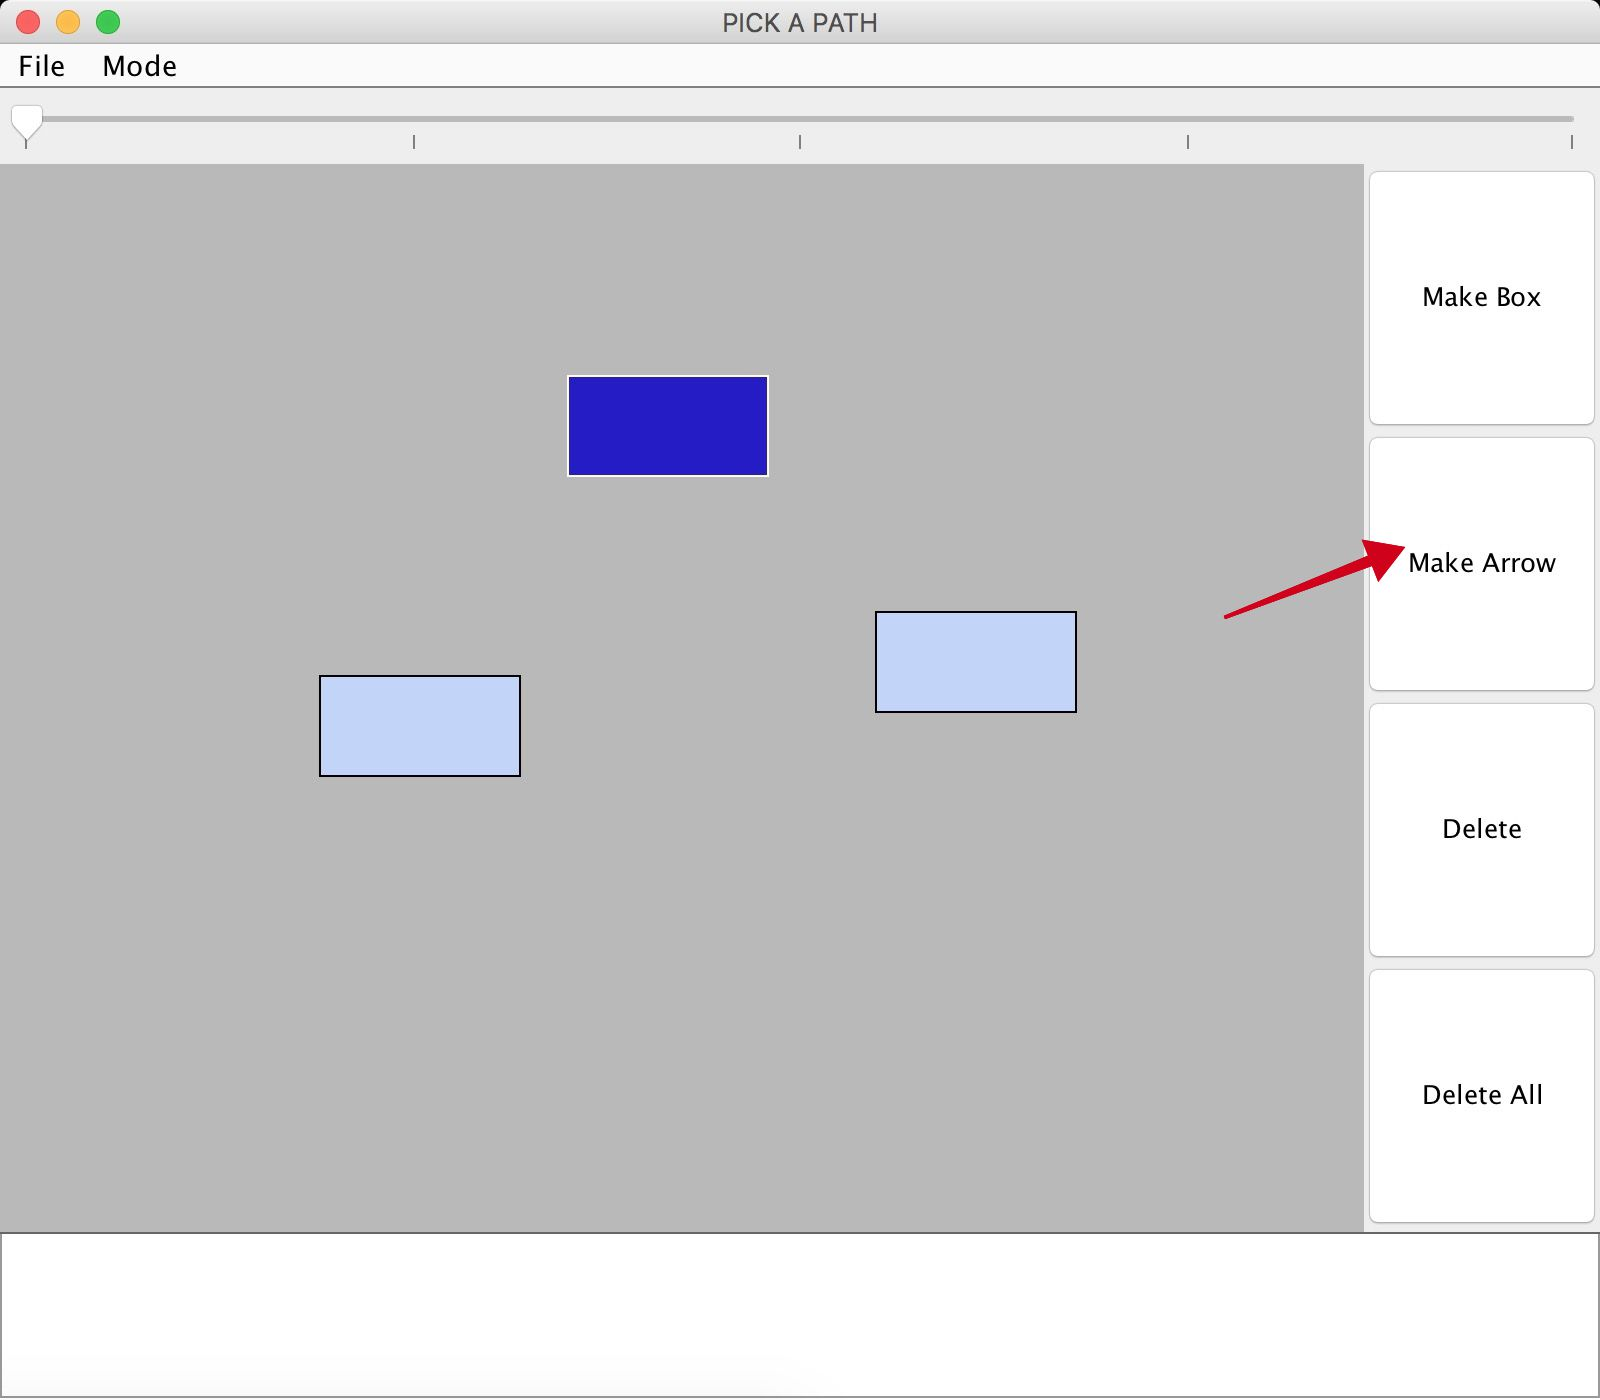 PICK A PATH
File Mode
Make Box
Make Arrow
Delete
Delete All